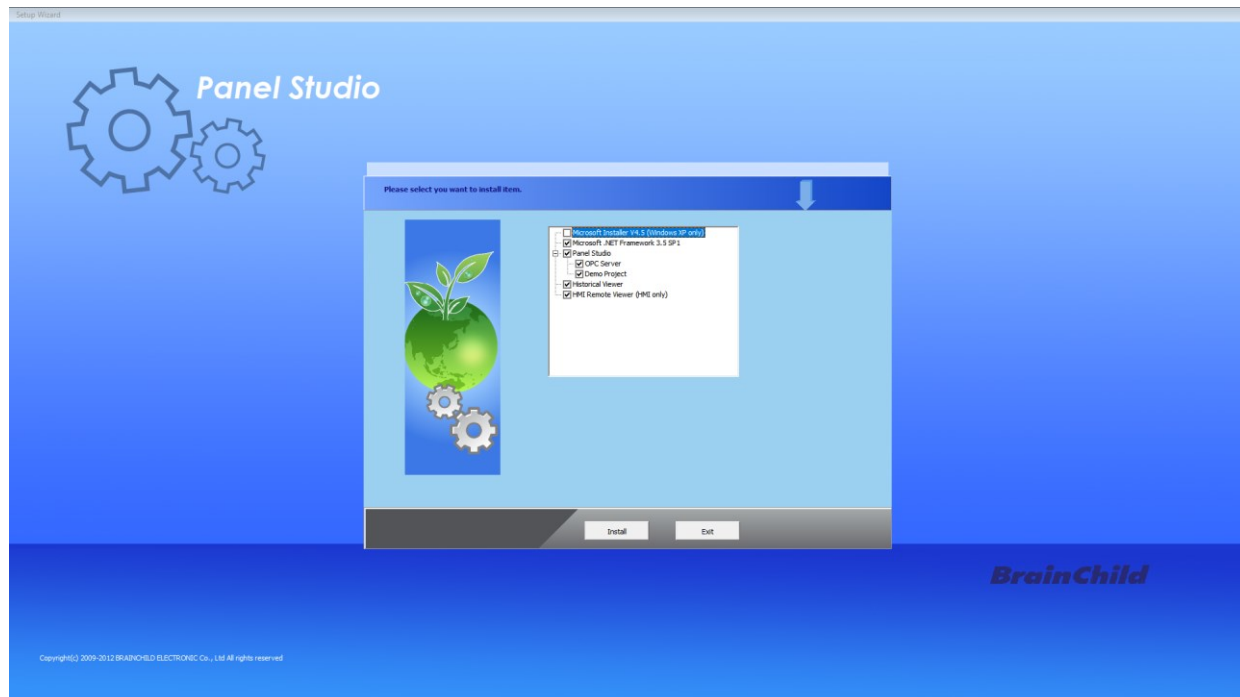 Setup Wizard
Panel Studio
Please select you want to install item.
Microsoft Installer V4.5 (Windows XP only)
Microsoft .NET Framework 3.5 SP1
Panel Studio
OPC Server
Demo Project
Historical Viewer
HMI Remote Viewer (HMI only)
Install
Exit
BrainChild
Copyright(c) 2009-2012 BRAINCHILD ELECTRONIC Co., Ltd All rights reserved